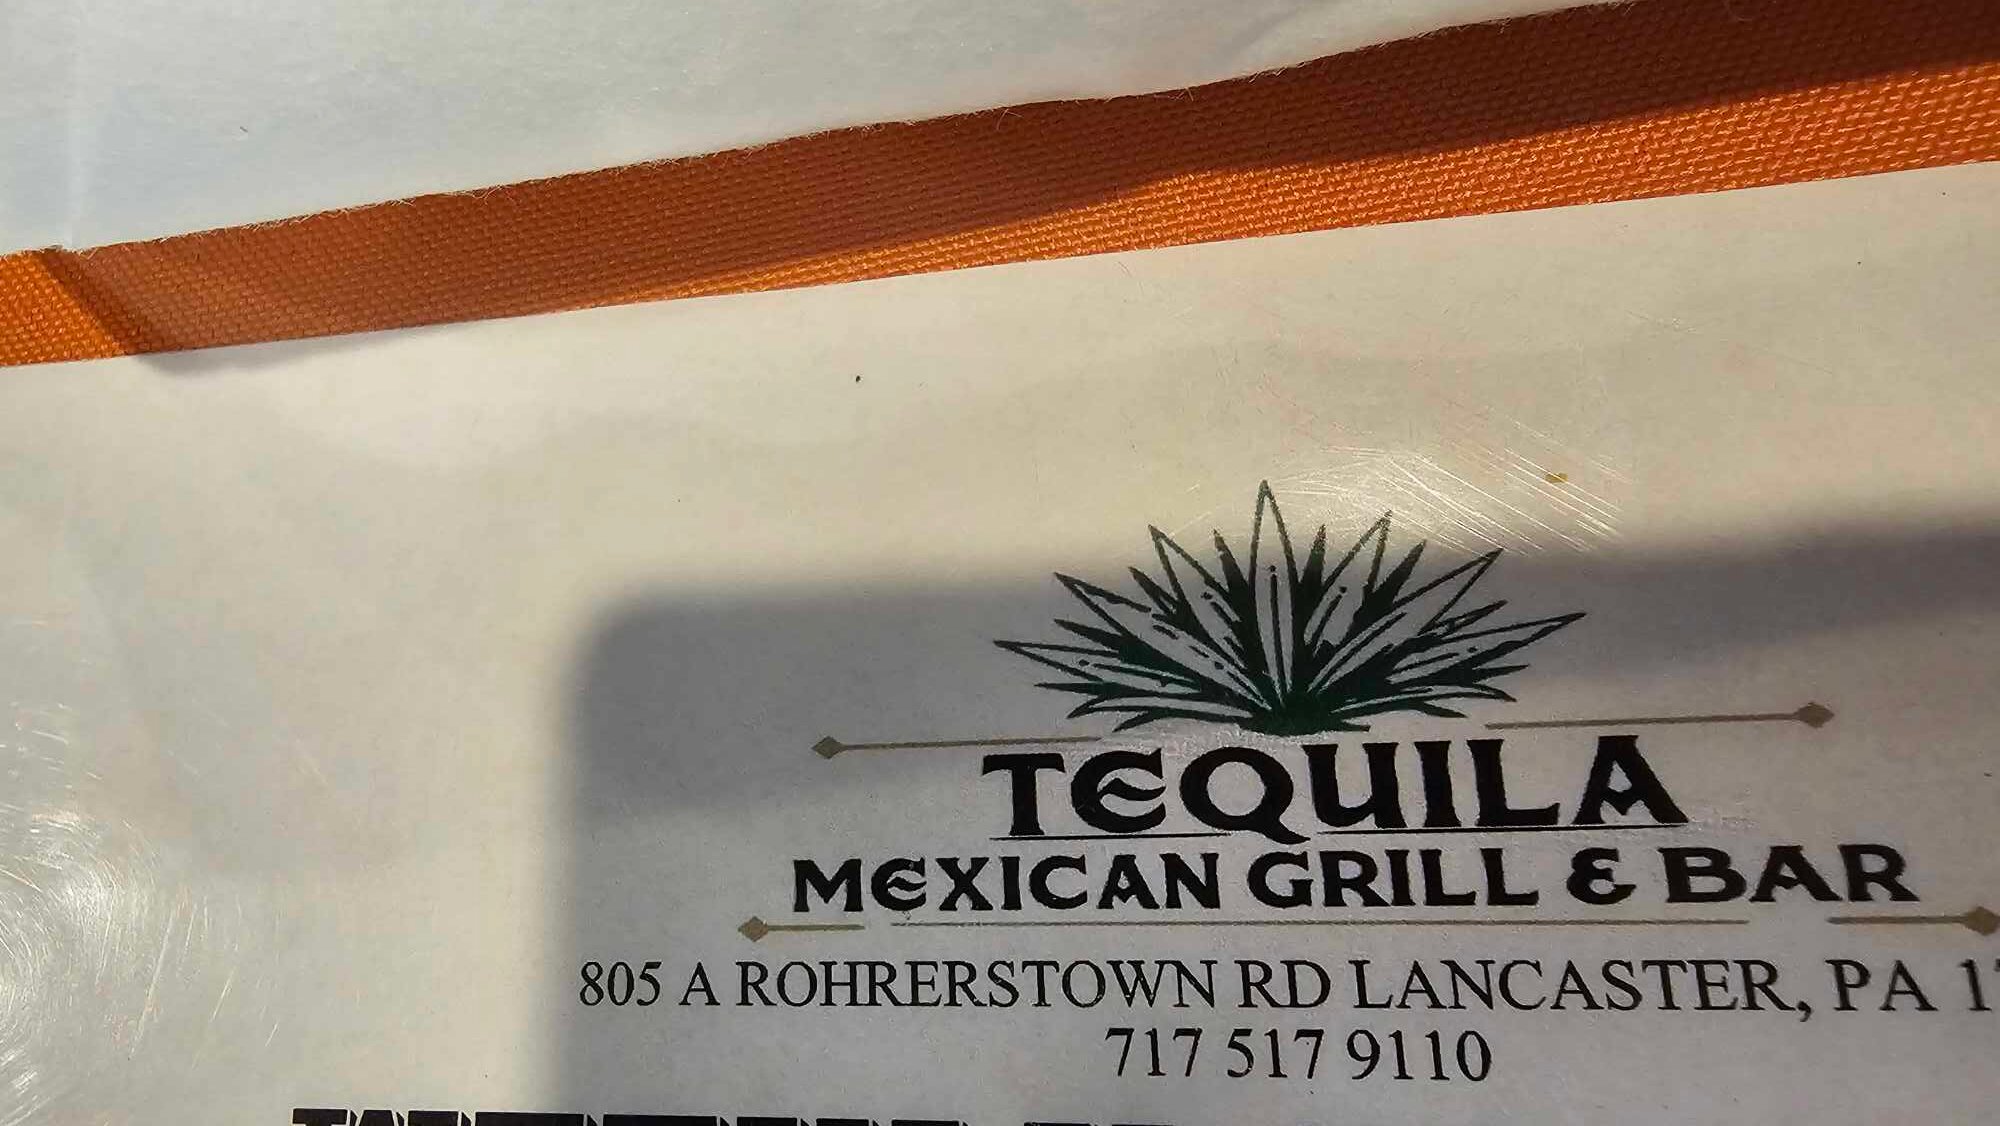 TEQUILA
MEXICAN GRILL & BAR
805 A ROHRERSTOWN RD LANCASTER, PA
717 517 9110